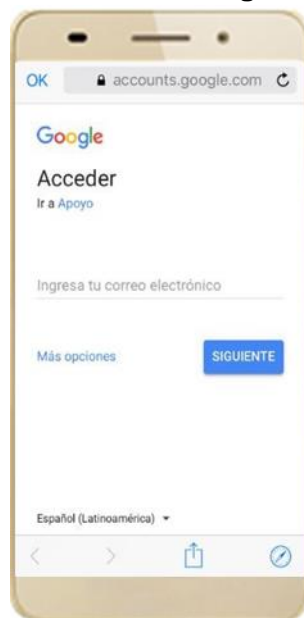 OK accounts.google.com
Google
Acceder
Ir a Apoyo
Ingresa tu correo electrónico
Más opciones SIGUIENTE
Español (Latinoamérica)